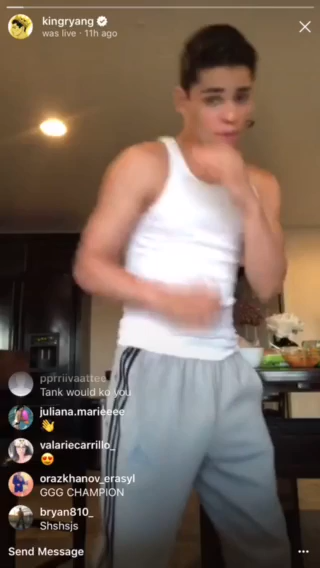 kingryang
was live · 11h ago
pprriivaattee
Tank would ko you
juliana.marieeee
👋
valariecarrillo_
😍
orazkhanov_erasyl
GGG CHAMPION
bryan810_
Shshsjs
Send Message